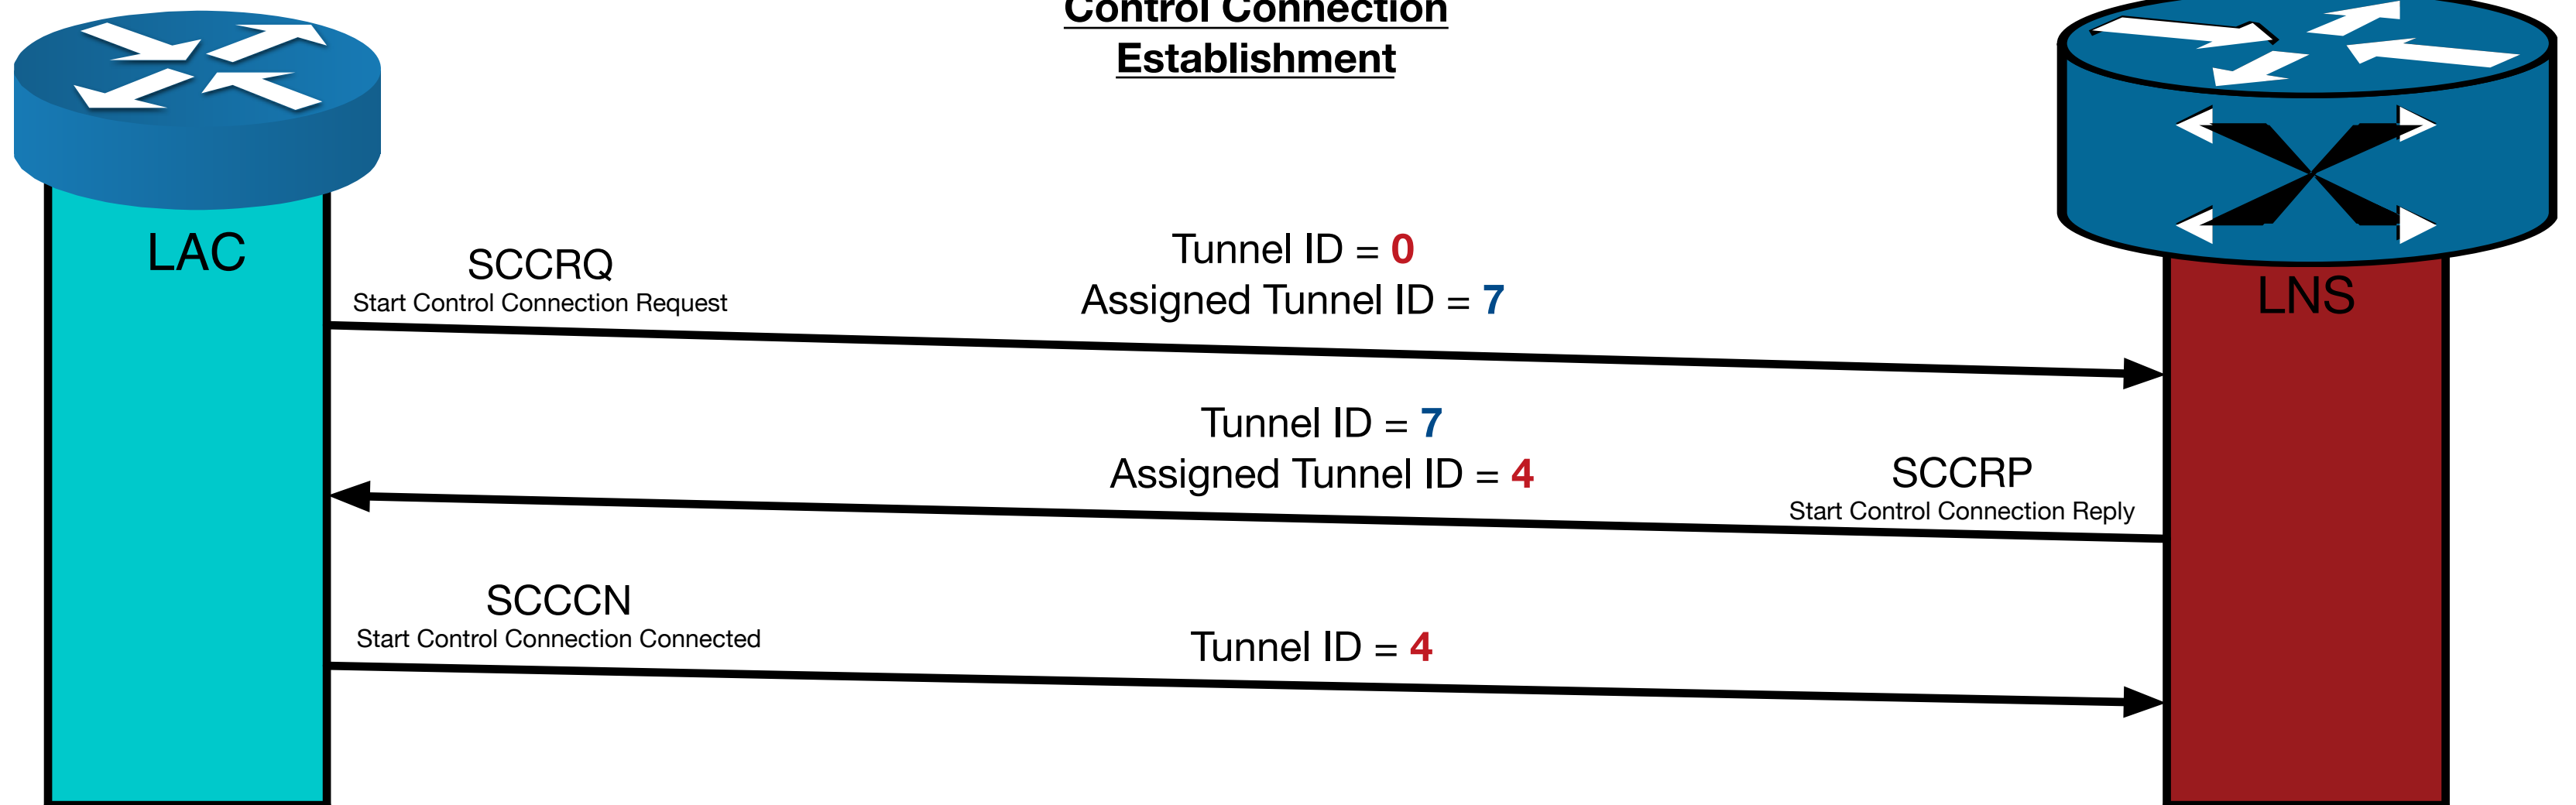 Control Connection
Establishment
LAC
LNS
SCCRQ
Start Control Connection Request
Tunnel ID = 0
Assigned Tunnel ID = 7
Tunnel ID = 7
Assigned Tunnel ID = 4
SCCRP
Start Control Connection Reply
SCCCN
Start Control Connection Connected
Tunnel ID = 4